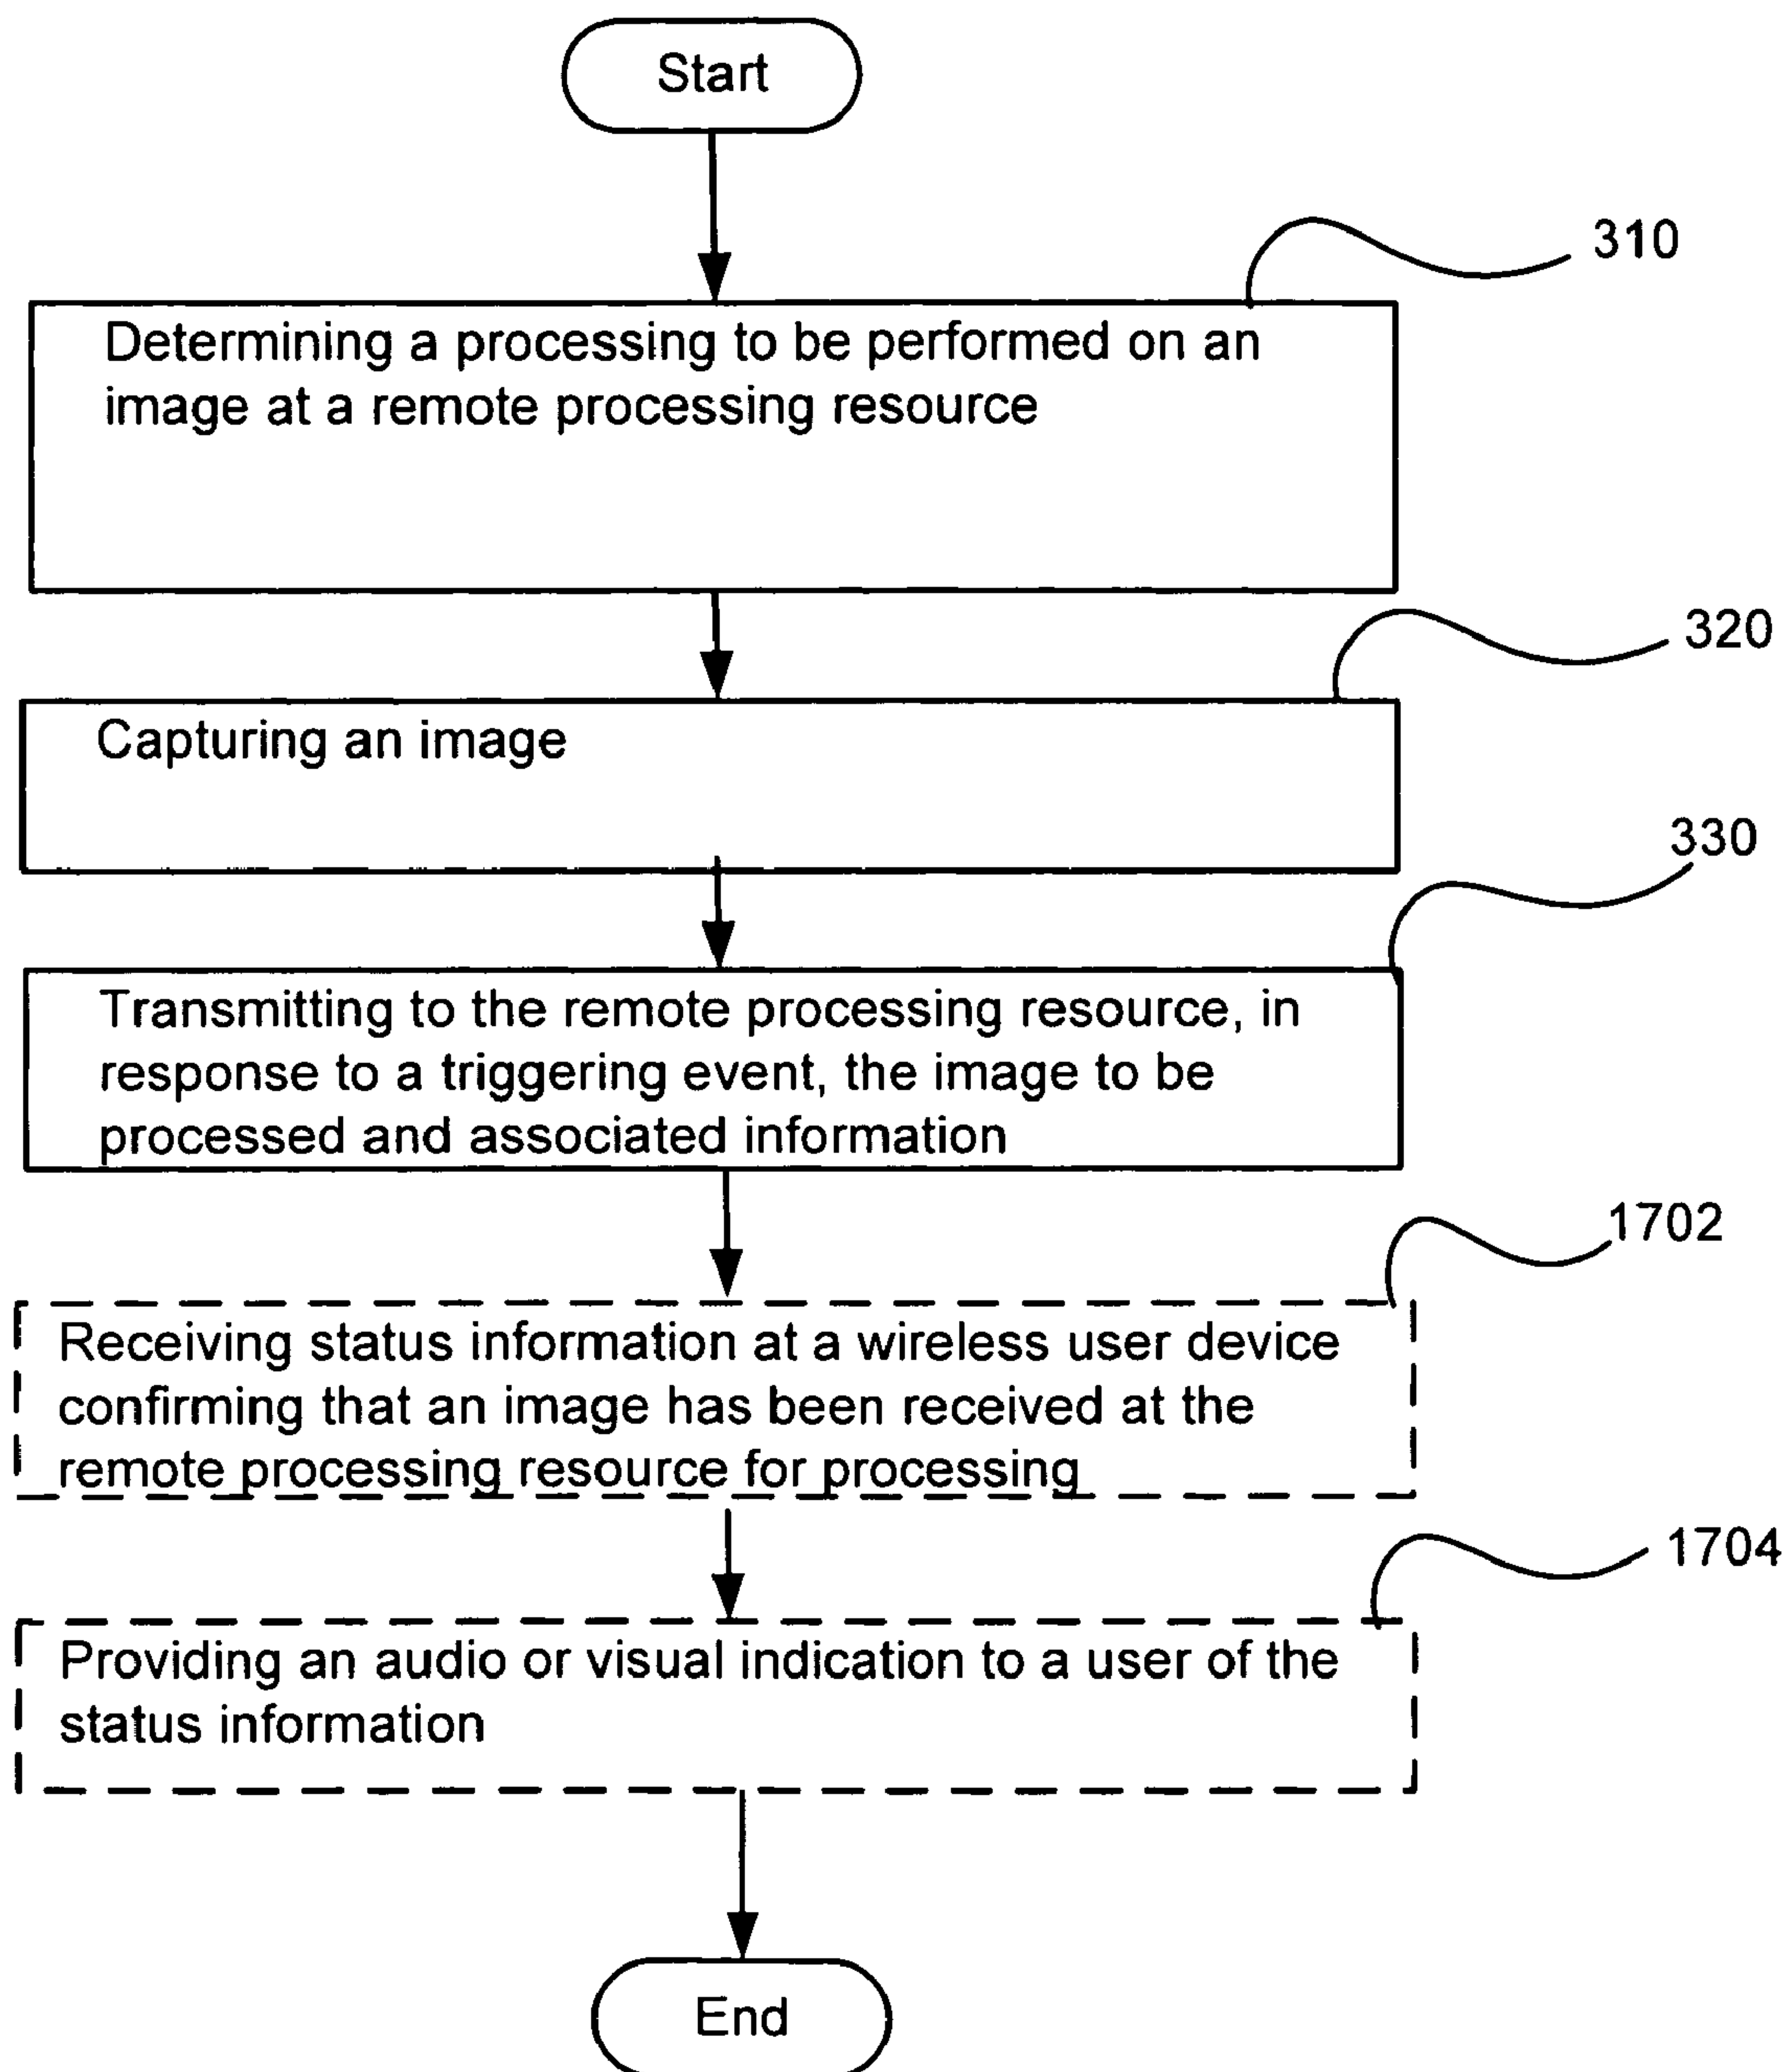 Start
310
Determining a processing to be performed on an
image at a remote processing resource
320
Capturing an image
330
Transmitting to the remote processing resource, in
response to a triggering event, the image to be
processed and associated information
1702
Receiving status information at a wireless user device
confirming that an image has been received at the
remote processing resource for processing
1704
Providing an audio or visual indication to a user of the
status information
End